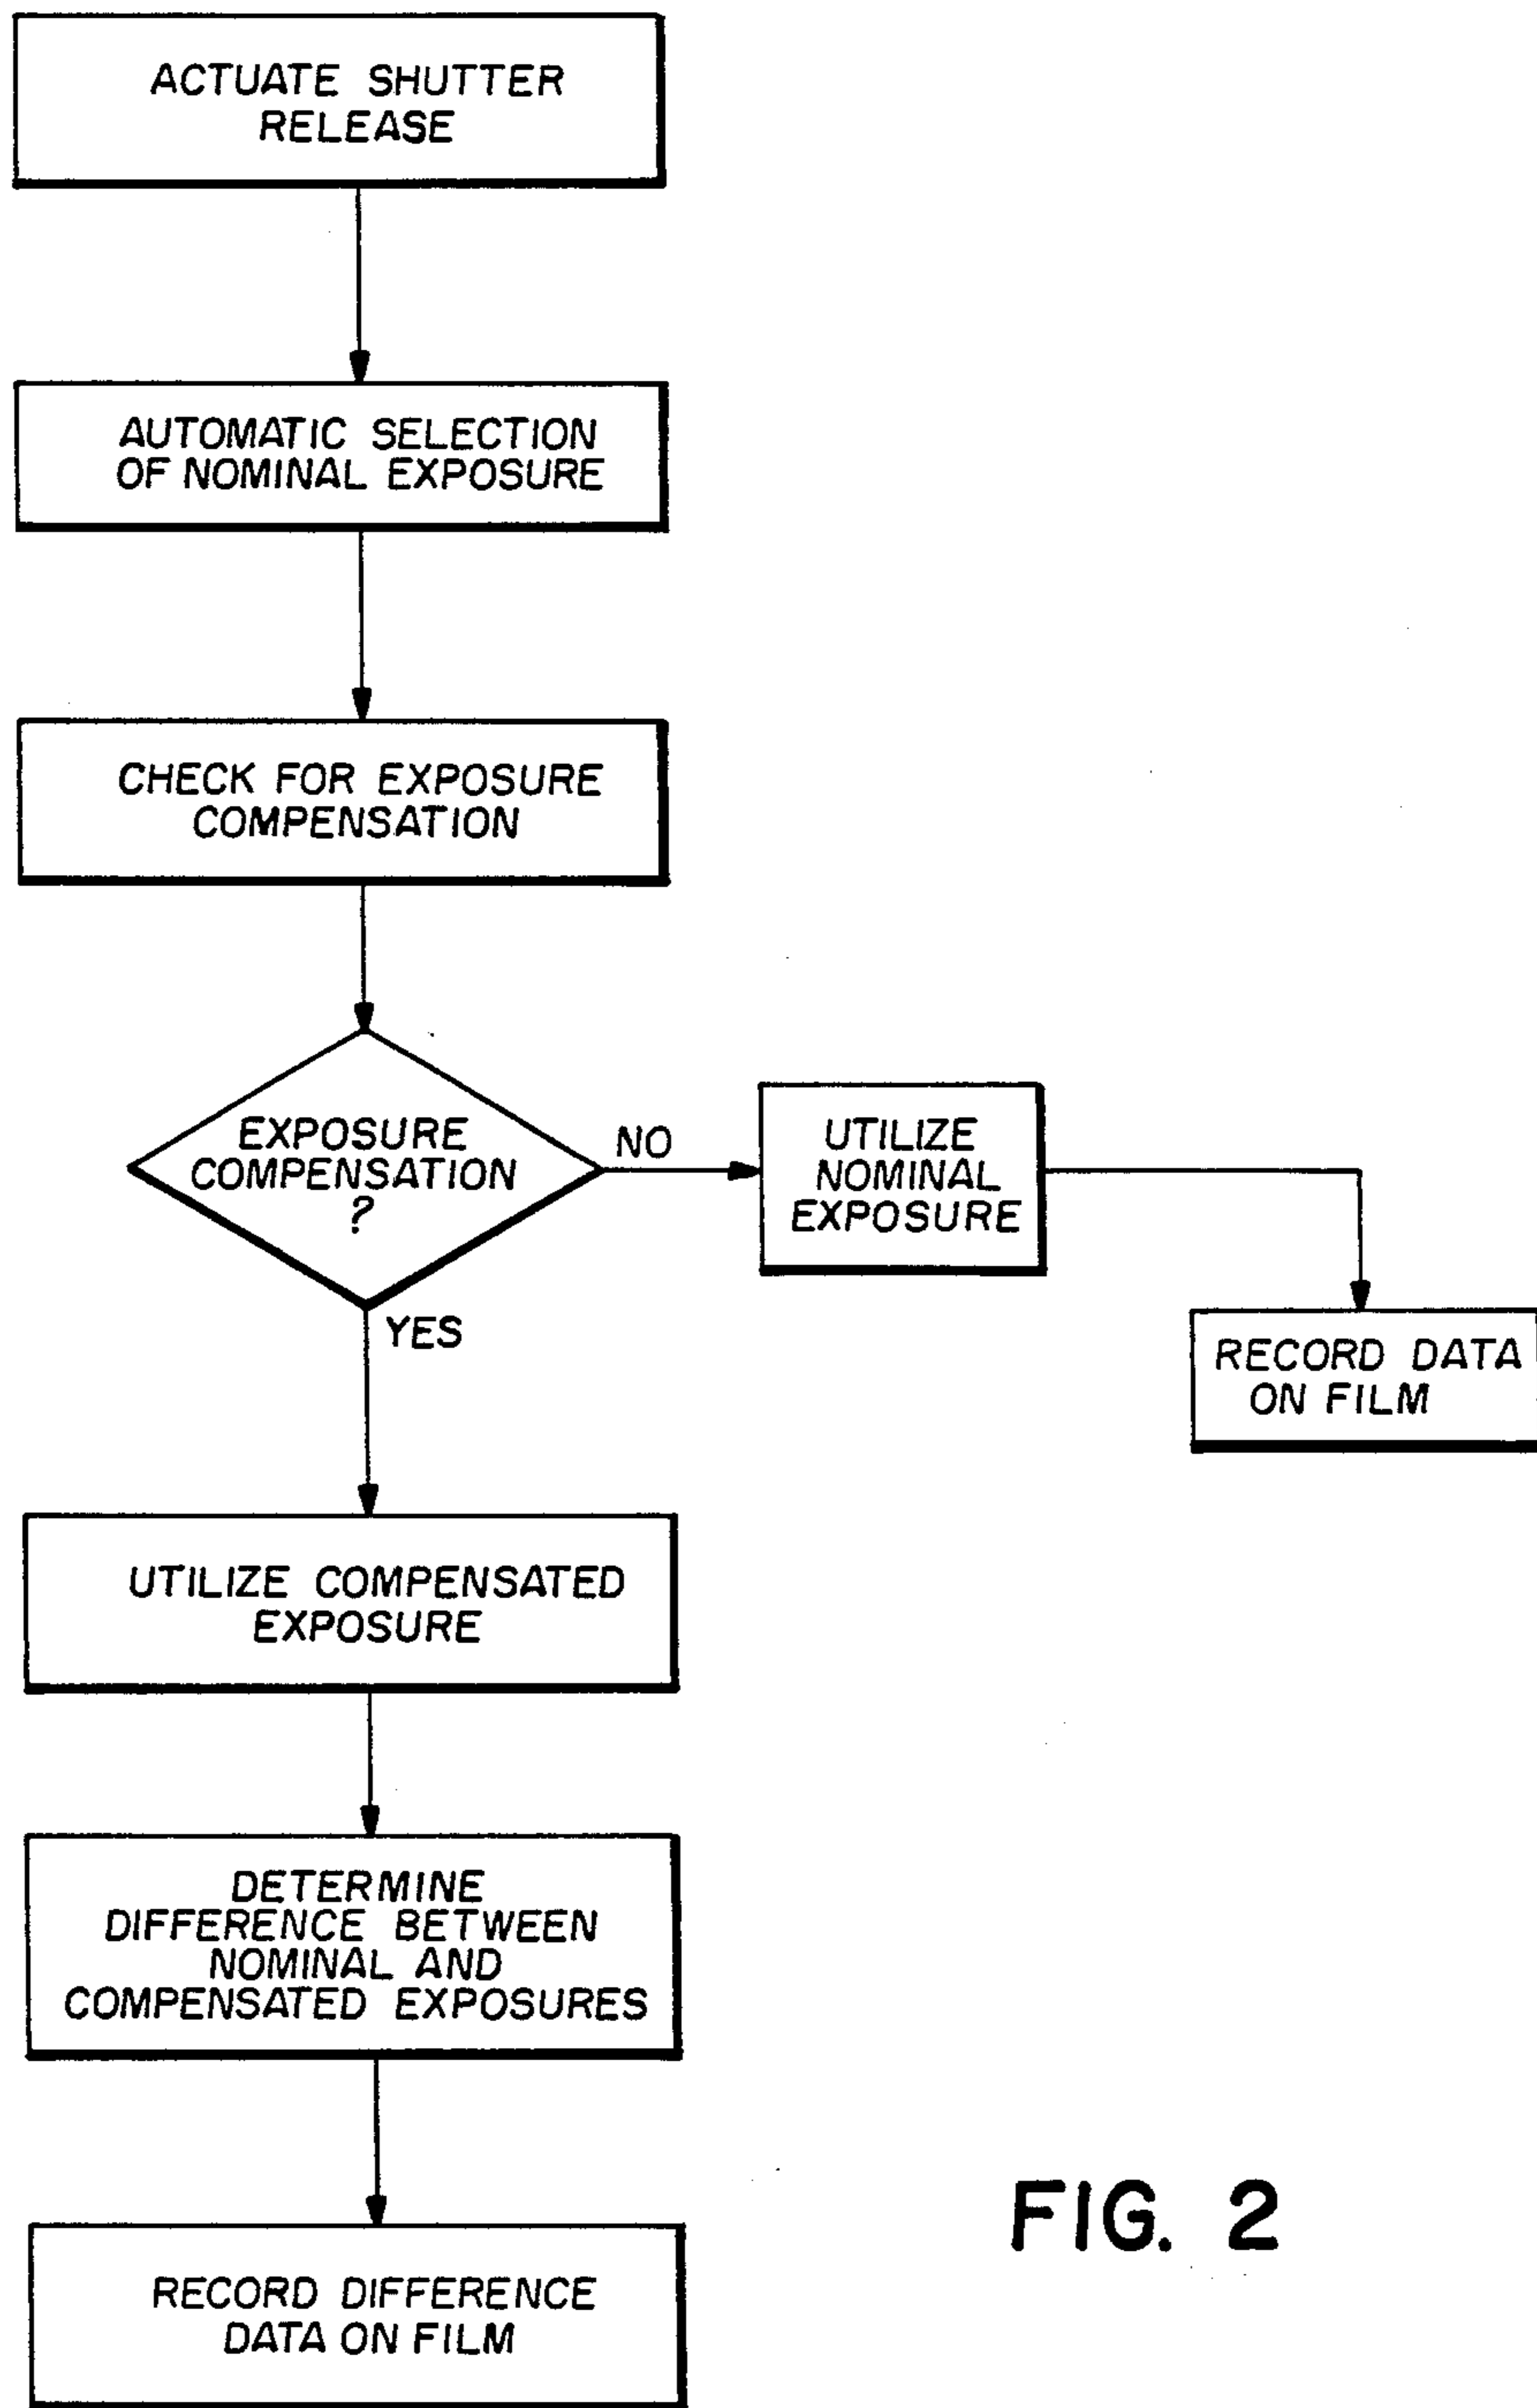 ACTUATE SHUTTER
RELEASE
AUTOMATIC SELECTION
OF NOMINAL EXPOSURE
CHECK FOR EXPOSURE
COMPENSATION
EXPOSURE
COMPENSATION
?
NO
UTILIZE
NOMINAL
EXPOSURE
RECORD DATA
ON FILM
YES
UTILIZE COMPENSATED
EXPOSURE
DETERMINE
DIFFERENCE BETWEEN
NOMINAL AND
COMPENSATED EXPOSURES
RECORD DIFFERENCE
DATA ON FILM
FIG. 2